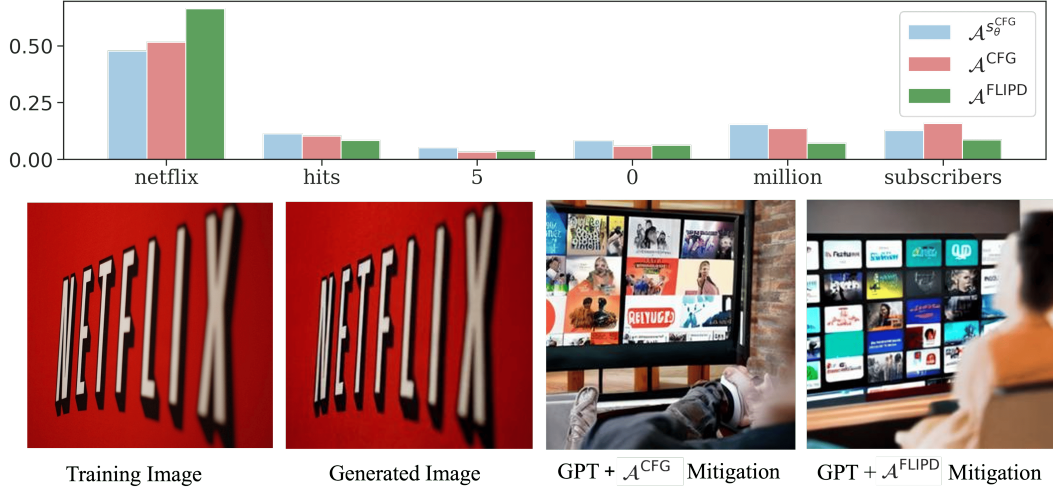 0.50
0.25
0.00
𝒜^{s_θ^{CFG}}
𝒜^{CFG}
𝒜^{FLIPD}
netflix hits 5 0 million subscribers
NETFLIX NETFLIX
RELYUGO
Training Image Generated Image GPT + 𝒜^{CFG} Mitigation GPT + 𝒜^{FLIPD} Mitigation